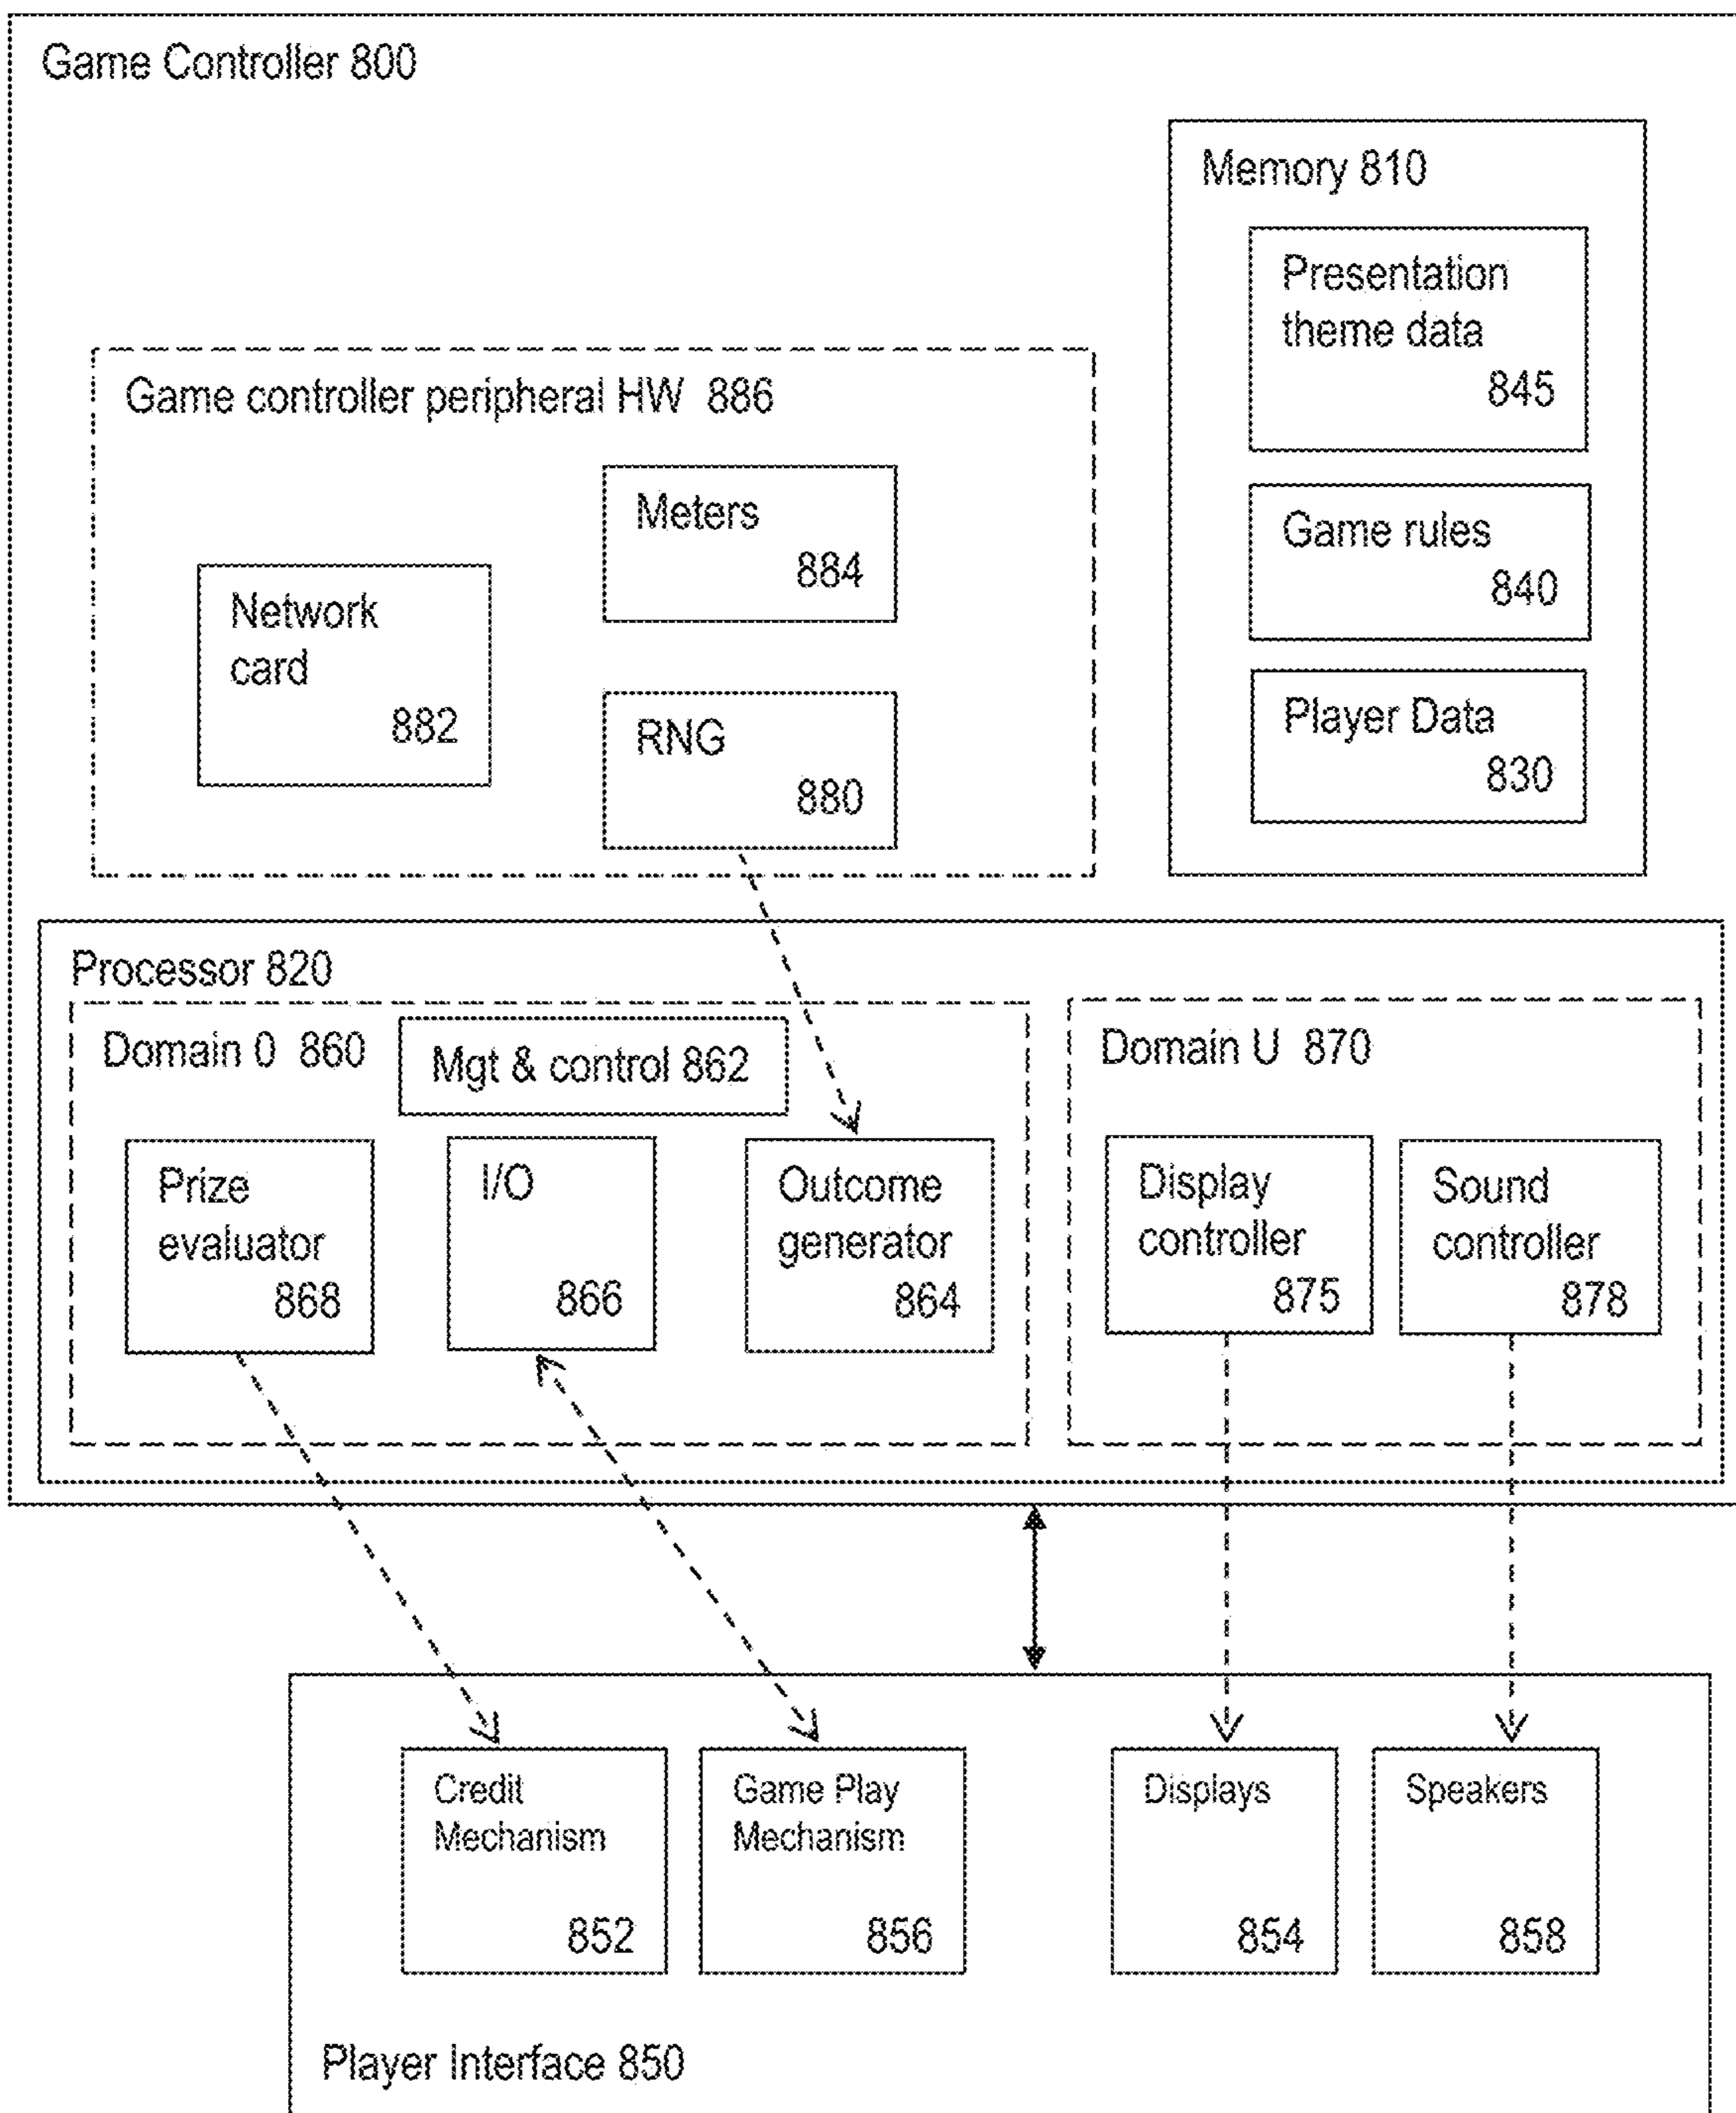 Game Controller 800
Memory 810
Presentation
theme data
845
Game rules
840
Player Data
830
Game controller peripheral HW 886
Meters
884
Network
card
882
RNG
880
Processor 820
Domain 0 860
Mgt & control 862
Prize
evaluator
868
I/O
866
Outcome
generator
864
Domain U 870
Display
controller
875
Sound
controller
878
Credit
Mechanism
852
Game Play
Mechanism
856
Displays
854
Speakers
858
Player Interface 850